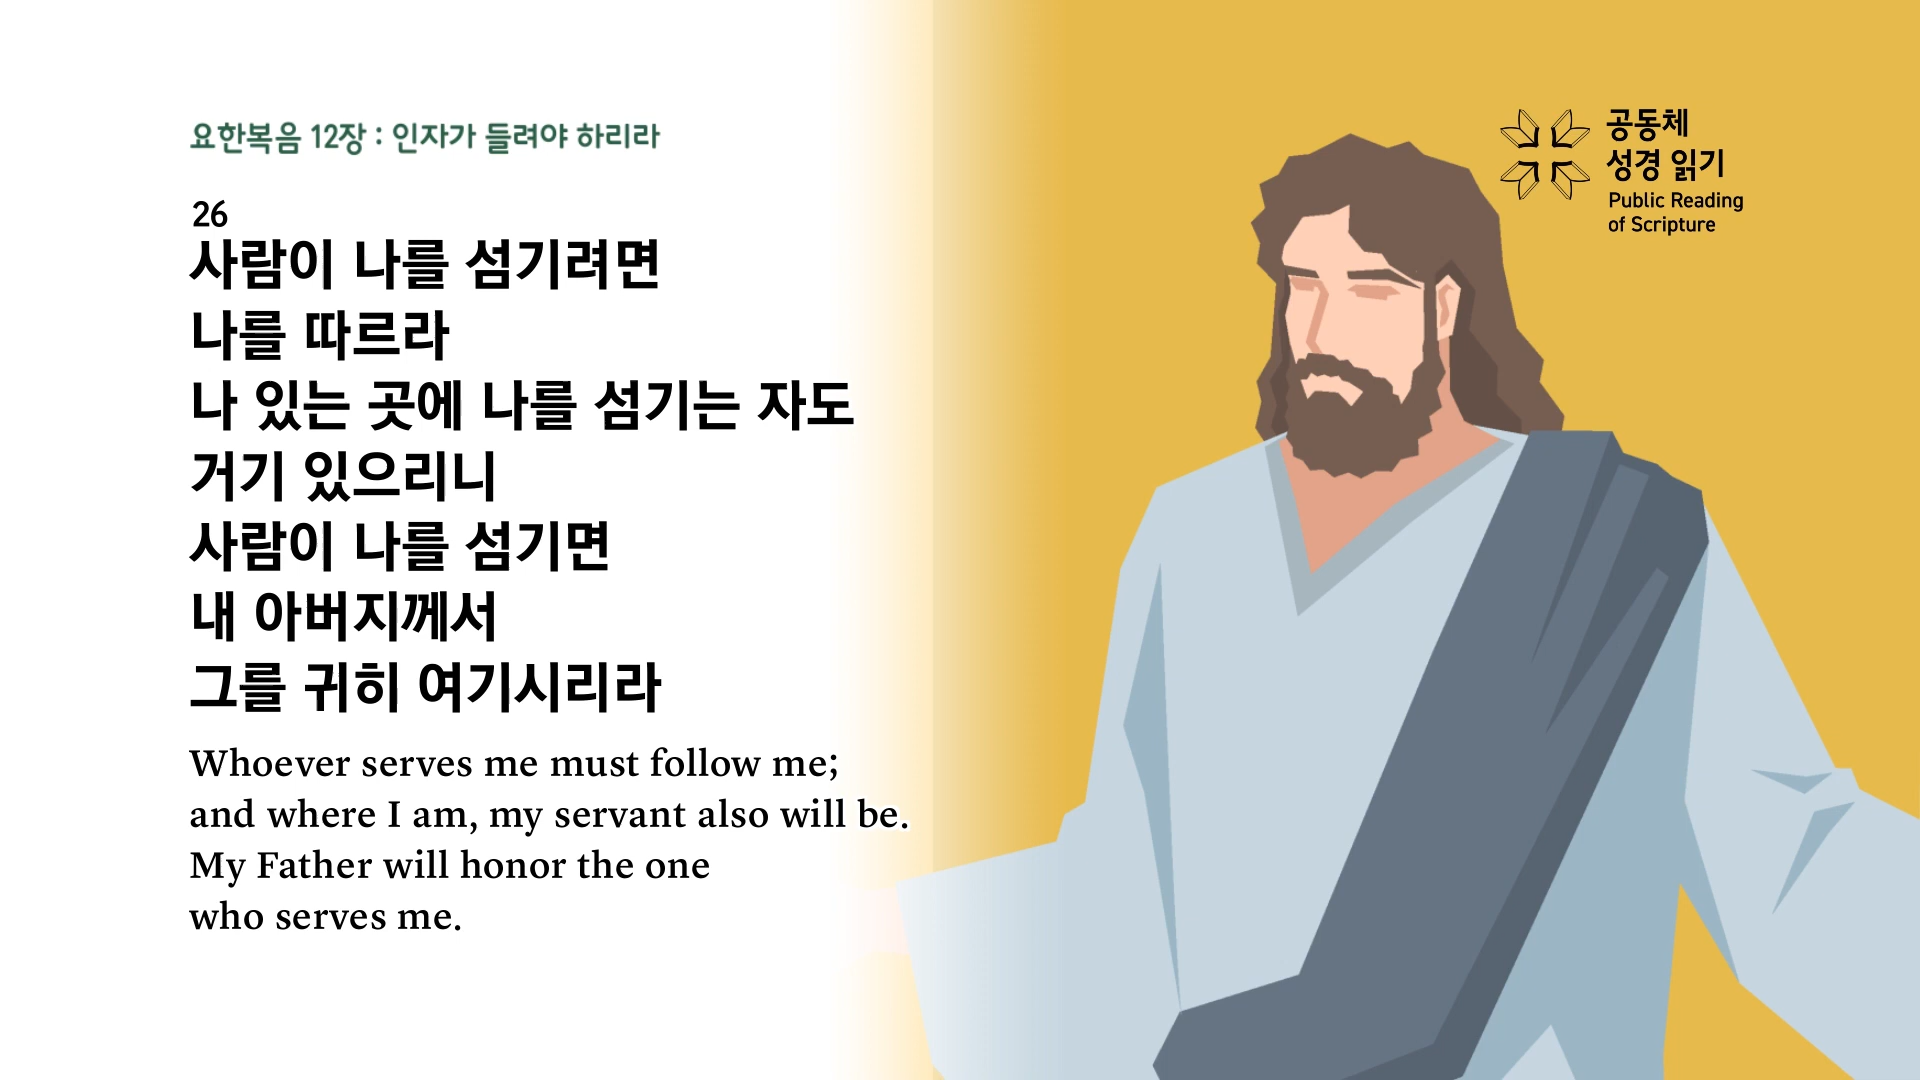 요한복음 12장 : 인자가 들려야 하리라
26
사람이 나를 섬기려면
나를 따르라
나 있는 곳에 나를 섬기는 자도
거기 있으리니
사람이 나를 섬기면
내 아버지께서
그를 귀히 여기시리라
Whoever serves me must follow me;
and where I am, my servant also will be.
My Father will honor the one
who serves me.
공동체
성경 읽기
Public Reading
of Scripture